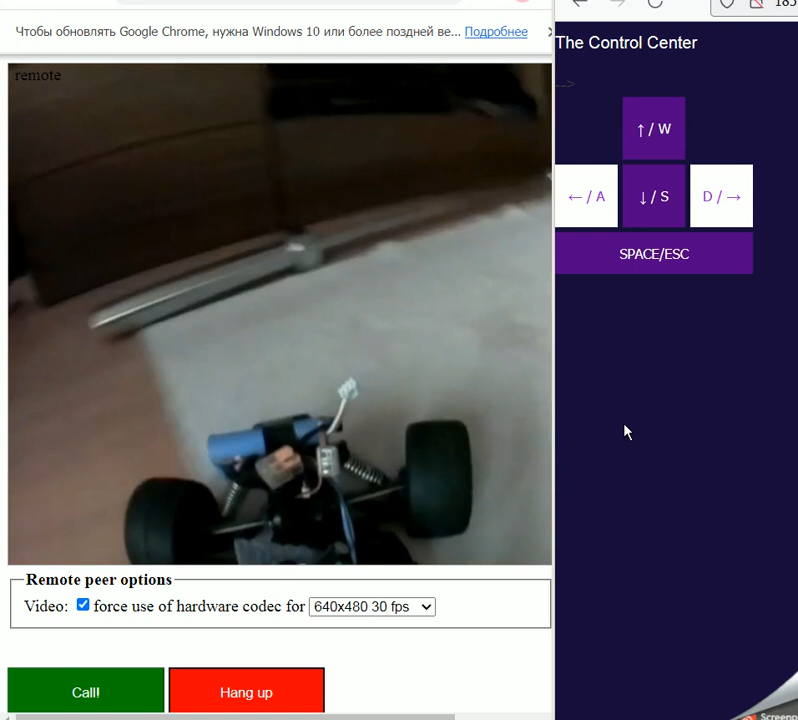 Чтобы обновлять Google Chrome, нужна Windows 10 или более поздней ве... Подробнее
remote
Remote peer options
Video: force use of hardware codec for 640x480 30 fps
Call!
Hang up
185
The Control Center
-->
↑ / W
← / A
↓ / S
D / →
SPACE/ESC